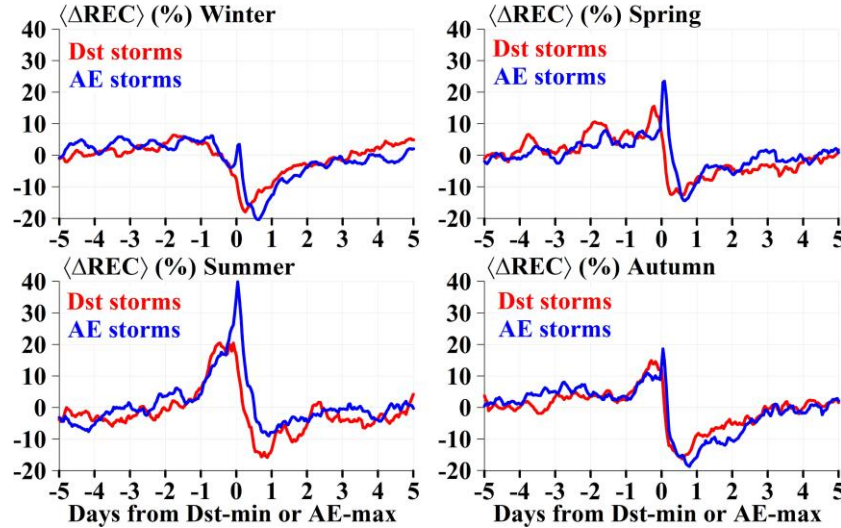 ⟨ΔREC⟩ (%) Winter
40
30
20
10
0
-10
-20
Dst storms
AE storms
-5 -4 -3 -2 -1 0 1 2 3 4 5
⟨ΔREC⟩ (%) Spring
40
30
20
10
0
-10
-20
Dst storms
AE storms
-5 -4 -3 -2 -1 0 1 2 3 4 5
⟨ΔREC⟩ (%) Summer
40
30
20
10
0
-10
-20
Dst storms
AE storms
-5 -4 -3 -2 -1 0 1 2 3 4 5
Days from Dst-min or AE-max
⟨ΔREC⟩ (%) Autumn
40
30
20
10
0
-10
-20
Dst storms
AE storms
-5 -4 -3 -2 -1 0 1 2 3 4 5
Days from Dst-min or AE-max